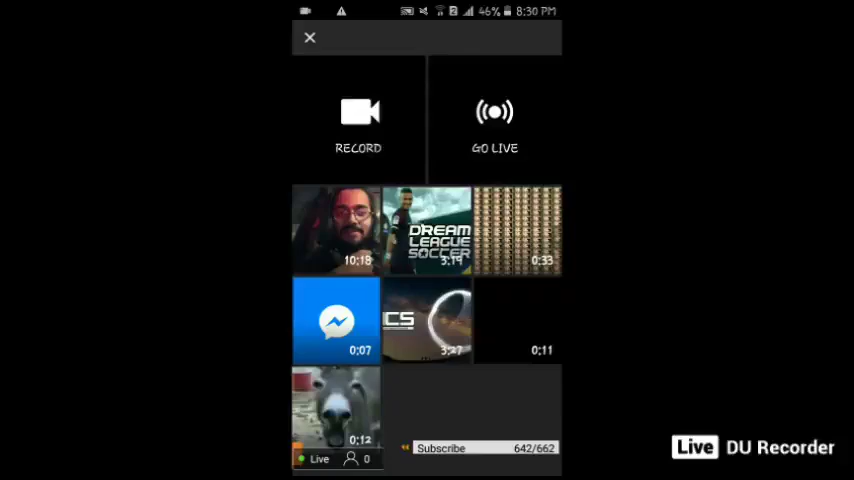 46% 8:30 PM
RECORD
GO LIVE
10:18
DREAM
LEAGUE
SOCCER
3:19
0:33
0:07
CS
3:27
0:11
0:12
Live 0
Subscribe 642/662
Live DU Recorder